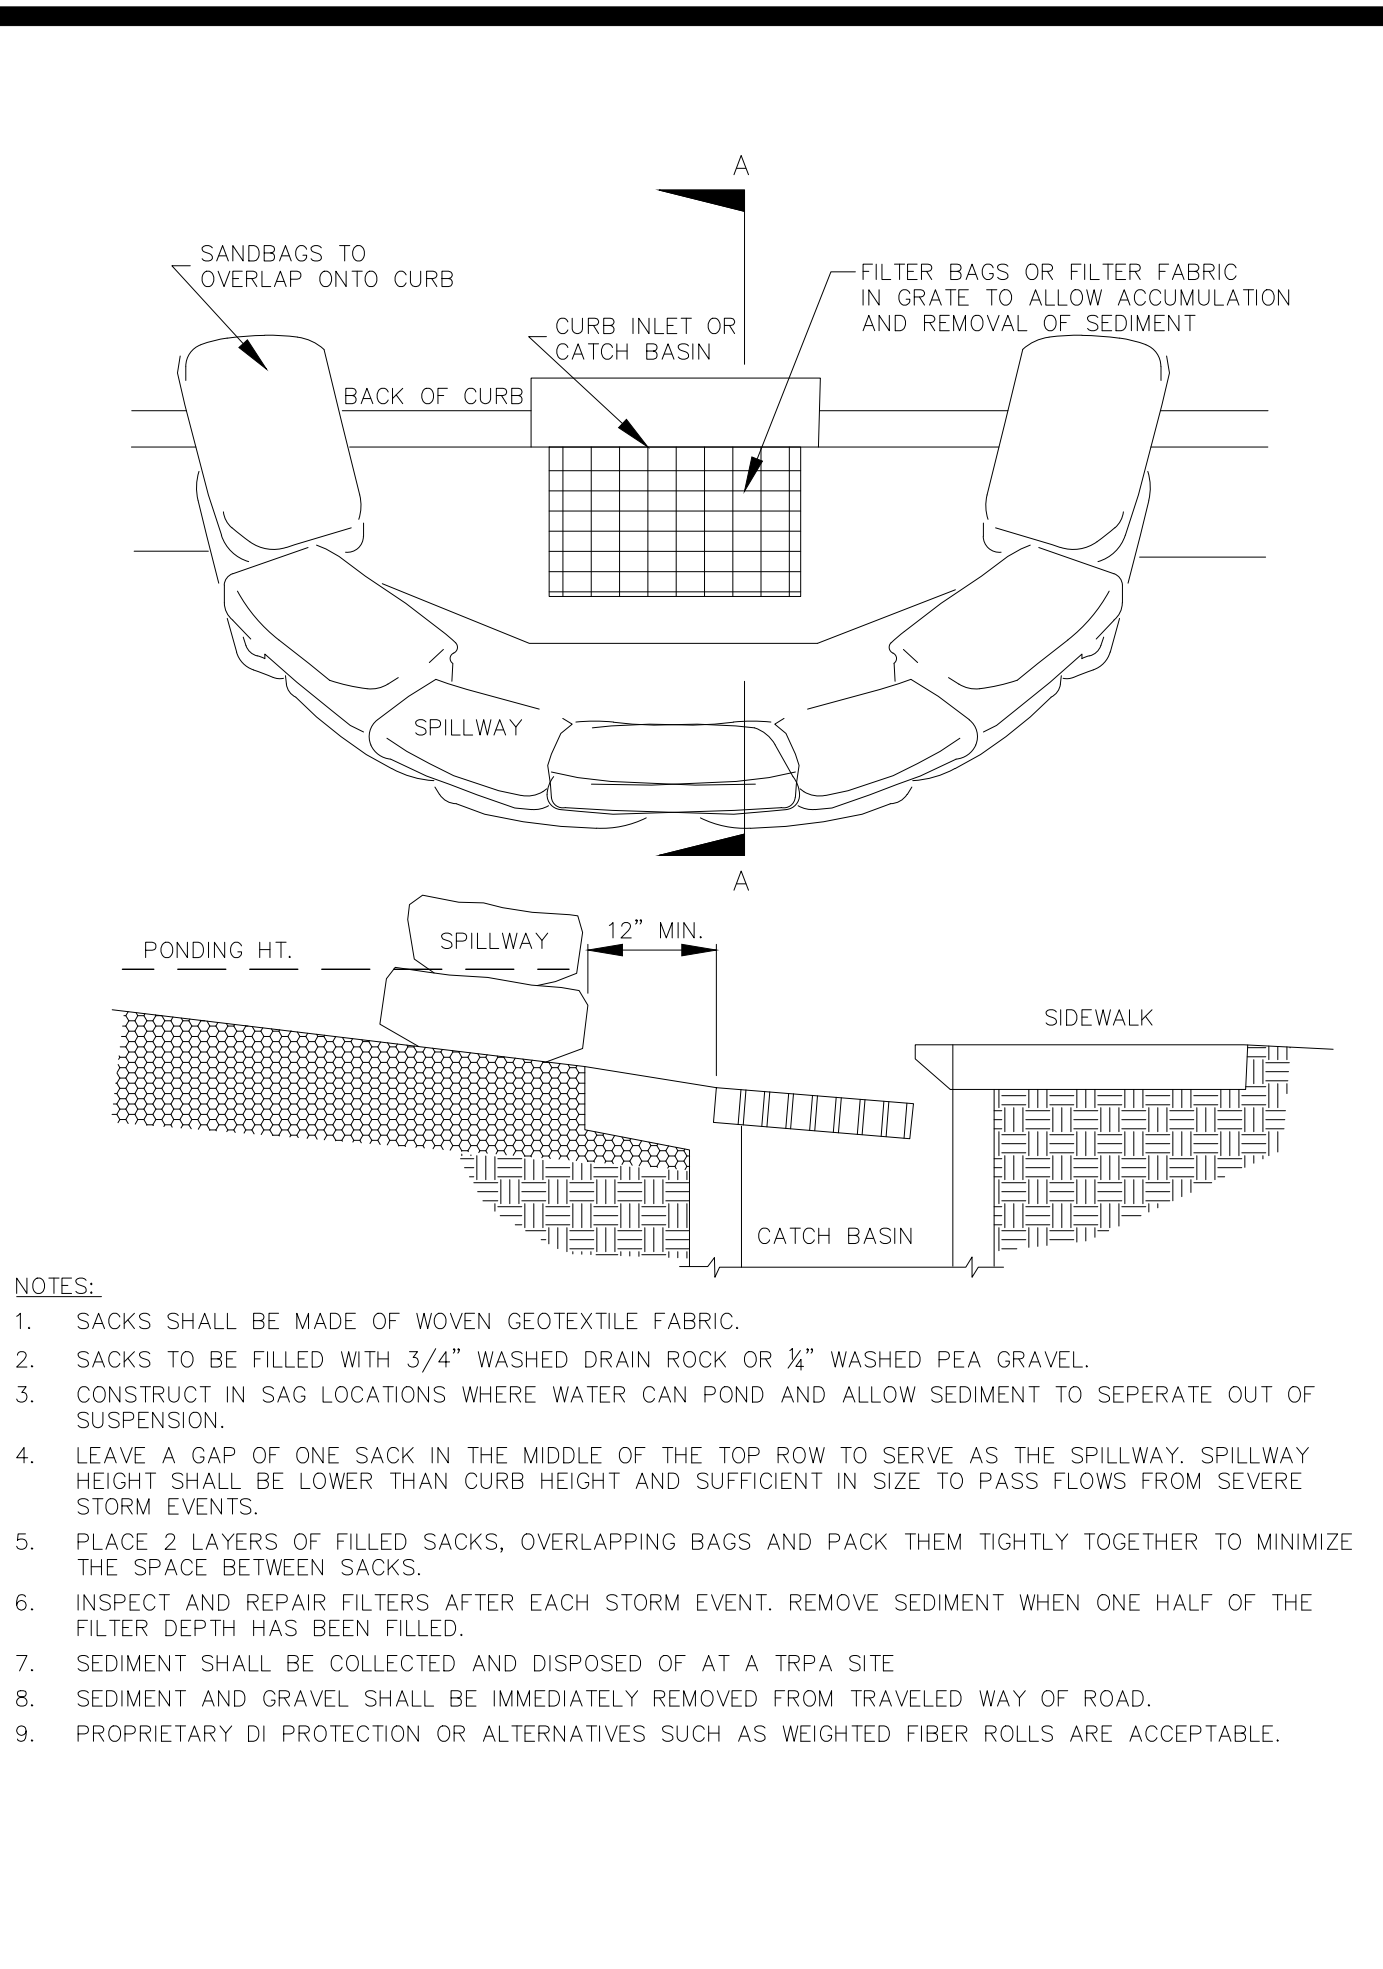 A
SANDBAGS TO
OVERLAP ONTO CURB
FILTER BAGS OR FILTER FABRIC
IN GRATE TO ALLOW ACCUMULATION
AND REMOVAL OF SEDIMENT
CURB INLET OR
CATCH BASIN
BACK OF CURB
SPILLWAY
A
12” MIN.
SPILLWAY
PONDING HT.
SIDEWALK
CATCH BASIN
NOTES:
1. SACKS SHALL BE MADE OF WOVEN GEOTEXTILE FABRIC.
2. SACKS TO BE FILLED WITH 3/4” WASHED DRAIN ROCK OR ¼” WASHED PEA GRAVEL.
3. CONSTRUCT IN SAG LOCATIONS WHERE WATER CAN POND AND ALLOW SEDIMENT TO SEPERATE OUT OF
SUSPENSION.
4. LEAVE A GAP OF ONE SACK IN THE MIDDLE OF THE TOP ROW TO SERVE AS THE SPILLWAY. SPILLWAY
HEIGHT SHALL BE LOWER THAN CURB HEIGHT AND SUFFICIENT IN SIZE TO PASS FLOWS FROM SEVERE
STORM EVENTS.
5. PLACE 2 LAYERS OF FILLED SACKS, OVERLAPPING BAGS AND PACK THEM TIGHTLY TOGETHER TO MINIMIZE
THE SPACE BETWEEN SACKS.
6. INSPECT AND REPAIR FILTERS AFTER EACH STORM EVENT. REMOVE SEDIMENT WHEN ONE HALF OF THE
FILTER DEPTH HAS BEEN FILLED.
7. SEDIMENT SHALL BE COLLECTED AND DISPOSED OF AT A TRPA SITE
8. SEDIMENT AND GRAVEL SHALL BE IMMEDIATELY REMOVED FROM TRAVELED WAY OF ROAD.
9. PROPRIETARY DI PROTECTION OR ALTERNATIVES SUCH AS WEIGHTED FIBER ROLLS ARE ACCEPTABLE.